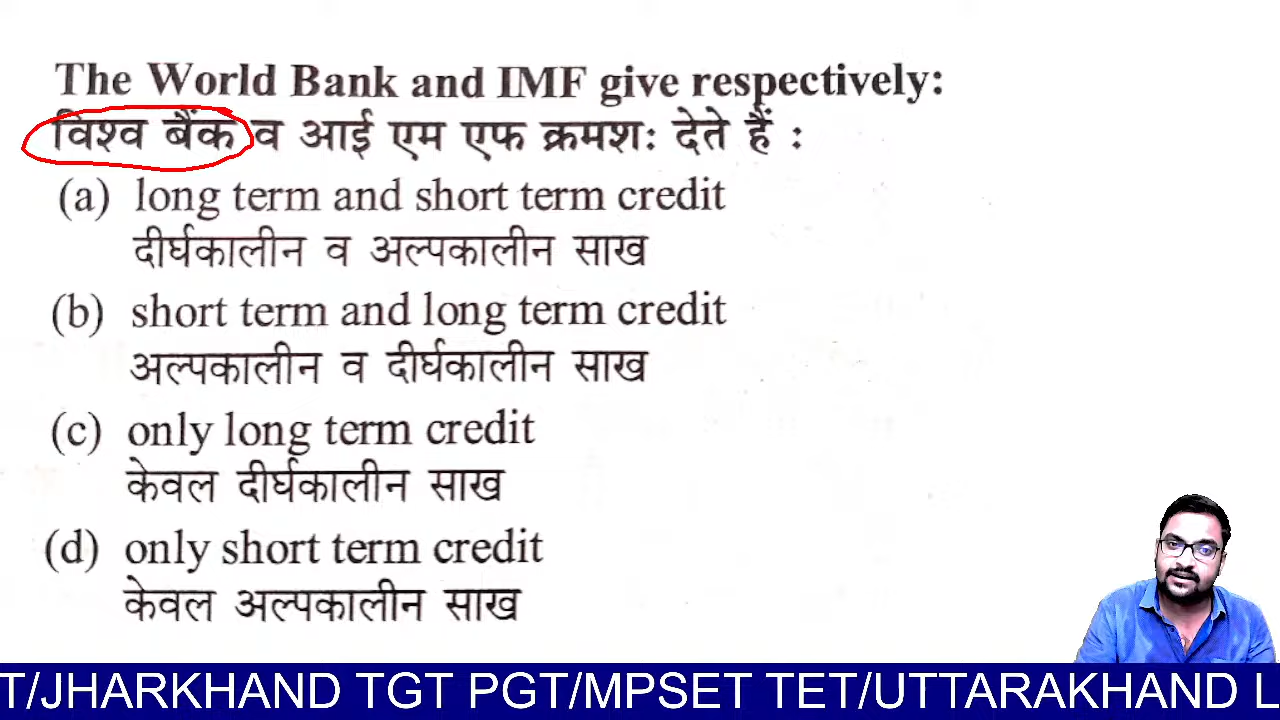 The World Bank and IMF give respectively:
विश्व बैंक व आई एम एफ क्रमशः देते हैं :
(a) long term and short term credit
दीर्घकालीन व अल्पकालीन साख
(b) short term and long term credit
अल्पकालीन व दीर्घकालीन साख
(c) only long term credit
केवल दीर्घकालीन साख
(d) only short term credit
केवल अल्पकालीन साख
T/JHARKHAND TGT PGT/MPSET TET/UTTARAKHAND L